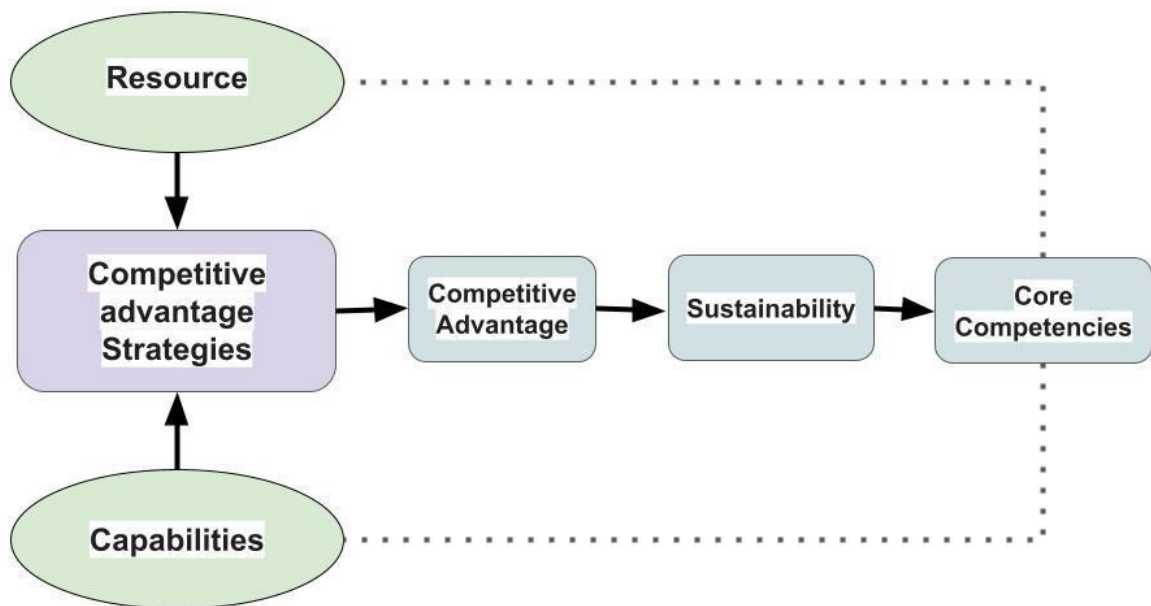 Resource
Competitive
advantage
Strategies
Competitive
Advantage
Sustainability
Core
Competencies
Capabilities